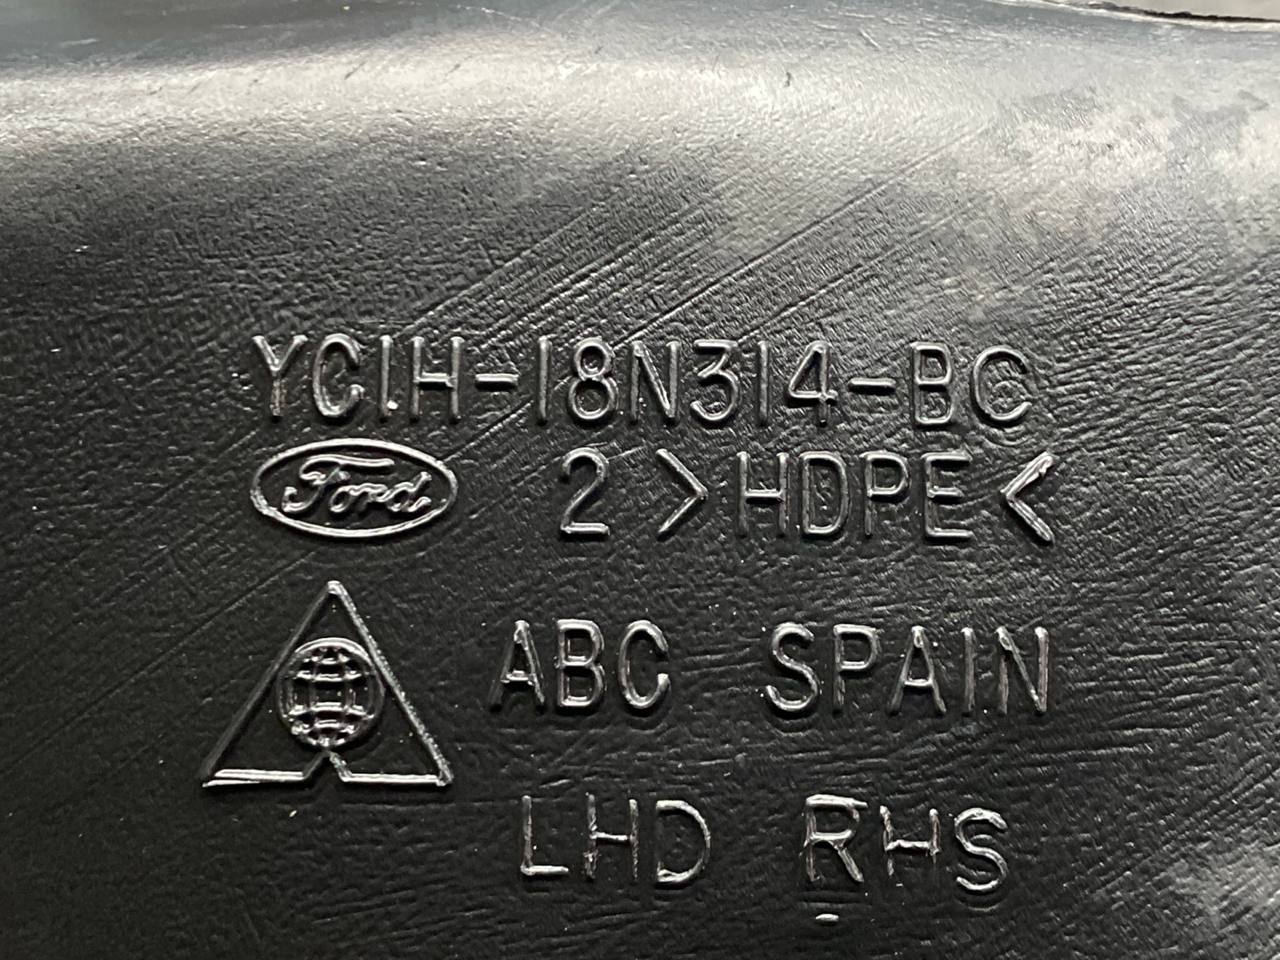 YC1H-18N314-BC
Ford 2 >HDPE<
ABC SPAIN
LHD RHS